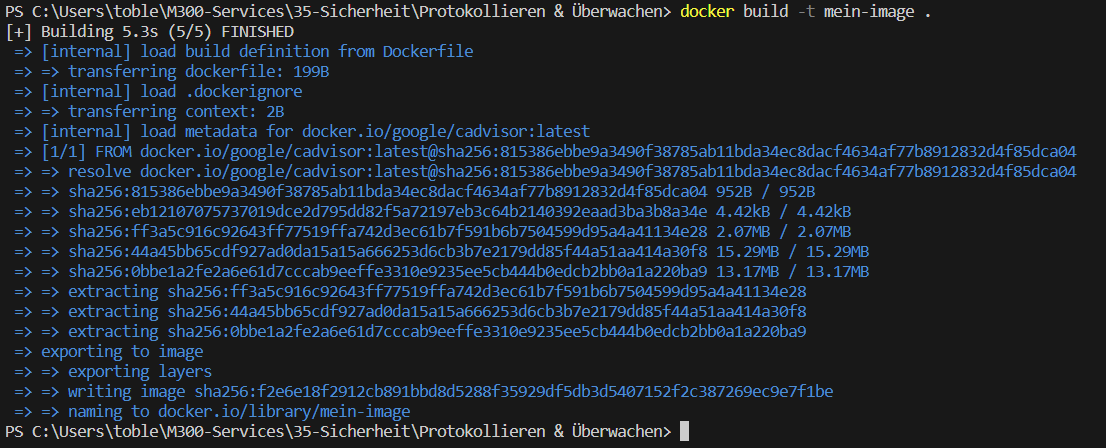 PS C:\Users\toble\M300-Services\35-Sicherheit\Protokollieren & Überwachen> docker build -t mein-image .
[+] Building 5.3s (5/5) FINISHED
=> [internal] load build definition from Dockerfile
=> => transferring dockerfile: 199B
=> [internal] load .dockerignore
=> => transferring context: 2B
=> [internal] load metadata for docker.io/google/cadvisor:latest
=> [1/1] FROM docker.io/google/cadvisor:latest@sha256:815386ebbe9a3490f38785ab11bda34ec8dacf4634af77b8912832d4f85dca04
=> => resolve docker.io/google/cadvisor:latest@sha256:815386ebbe9a3490f38785ab11bda34ec8dacf4634af77b8912832d4f85dca04
=> => sha256:815386ebbe9a3490f38785ab11bda34ec8dacf4634af77b8912832d4f85dca04 952B / 952B
=> => sha256:eb12107075737019dce2d795dd82f5a72197eb3c64b2140392eaad3ba3b8a34e 4.42kB / 4.42kB
=> => sha256:ff3a5c916c92643ff77519ffa742d3ec61b7f591b6b7504599d95a4a41134e28 2.07MB / 2.07MB
=> => sha256:44a45bb65cdf927ad0da15a15a666253d6cb3b7e2179dd85f44a51aa414a30f8 15.29MB / 15.29MB
=> => sha256:0bbe1a2fe2a6e61d7cccab9eeffe3310e9235ee5cb444b0edcb2bb0a1a220ba9 13.17MB / 13.17MB
=> => extracting sha256:ff3a5c916c92643ff77519ffa742d3ec61b7f591b6b7504599d95a4a41134e28
=> => extracting sha256:44a45bb65cdf927ad0da15a15a666253d6cb3b7e2179dd85f44a51aa414a30f8
=> => extracting sha256:0bbe1a2fe2a6e61d7cccab9eeffe3310e9235ee5cb444b0edcb2bb0a1a220ba9
=> exporting to image
=> => exporting layers
=> => writing image sha256:f2e6e18f2912cb891bbd8d5288f35929df5db3d5407152f2c387269ec9e7f1be
=> => naming to docker.io/library/mein-image
PS C:\Users\toble\M300-Services\35-Sicherheit\Protokollieren & Überwachen>